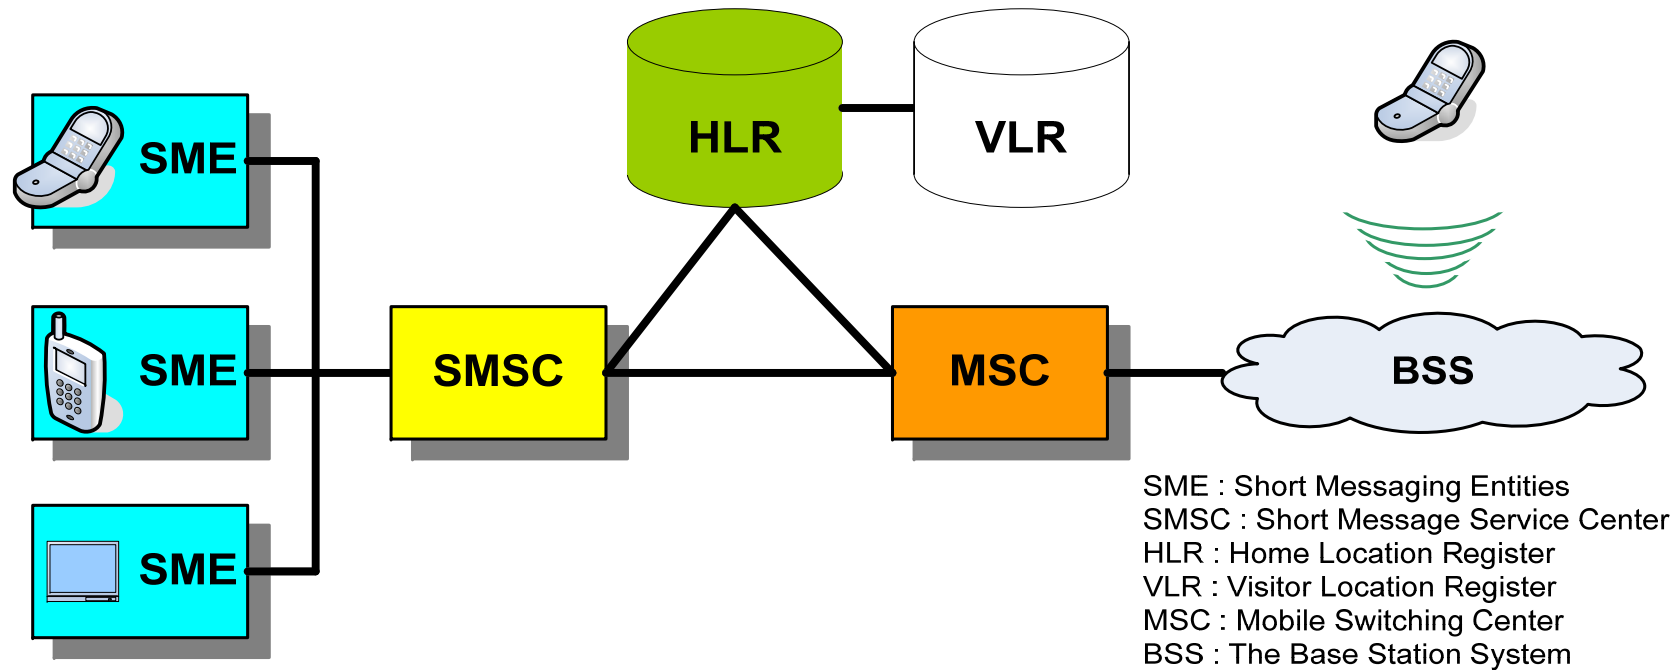 HLR
VLR
SME
SME
SMSC
MSC
BSS
SME
SME : Short Messaging Entities
SMSC : Short Message Service Center
HLR : Home Location Register
VLR : Visitor Location Register
MSC : Mobile Switching Center
BSS : The Base Station System